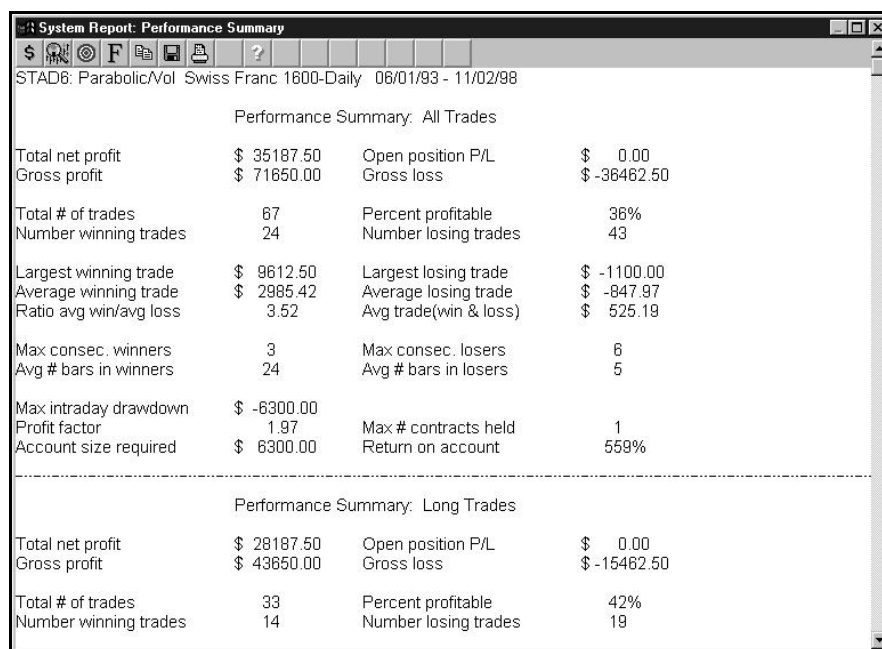 System Report: Performance Summary
$ F ?
STAD6: Parabolic/Vol Swiss Franc 1600-Daily 06/01/93 - 11/02/98
Performance Summary: All Trades
Total net profit $ 35187.50 Open position P/L $ 0.00
Gross profit $ 71650.00 Gross loss $ -36462.50
Total # of trades 67 Percent profitable 36%
Number winning trades 24 Number losing trades 43
Largest winning trade $ 9612.50 Largest losing trade $ -1100.00
Average winning trade $ 2985.42 Average losing trade $ -847.97
Ratio avg win/avg loss 3.52 Avg trade(win & loss) $ 525.19
Max consec. winners 3 Max consec. losers 6
Avg # bars in winners 24 Avg # bars in losers 5
Max intraday drawdown $ -6300.00
Profit factor 1.97 Max # contracts held 1
Account size required $ 6300.00 Return on account 559%
Performance Summary: Long Trades
Total net profit $ 28187.50 Open position P/L $ 0.00
Gross profit $ 43650.00 Gross loss $ -15462.50
Total # of trades 33 Percent profitable 42%
Number winning trades 14 Number losing trades 19